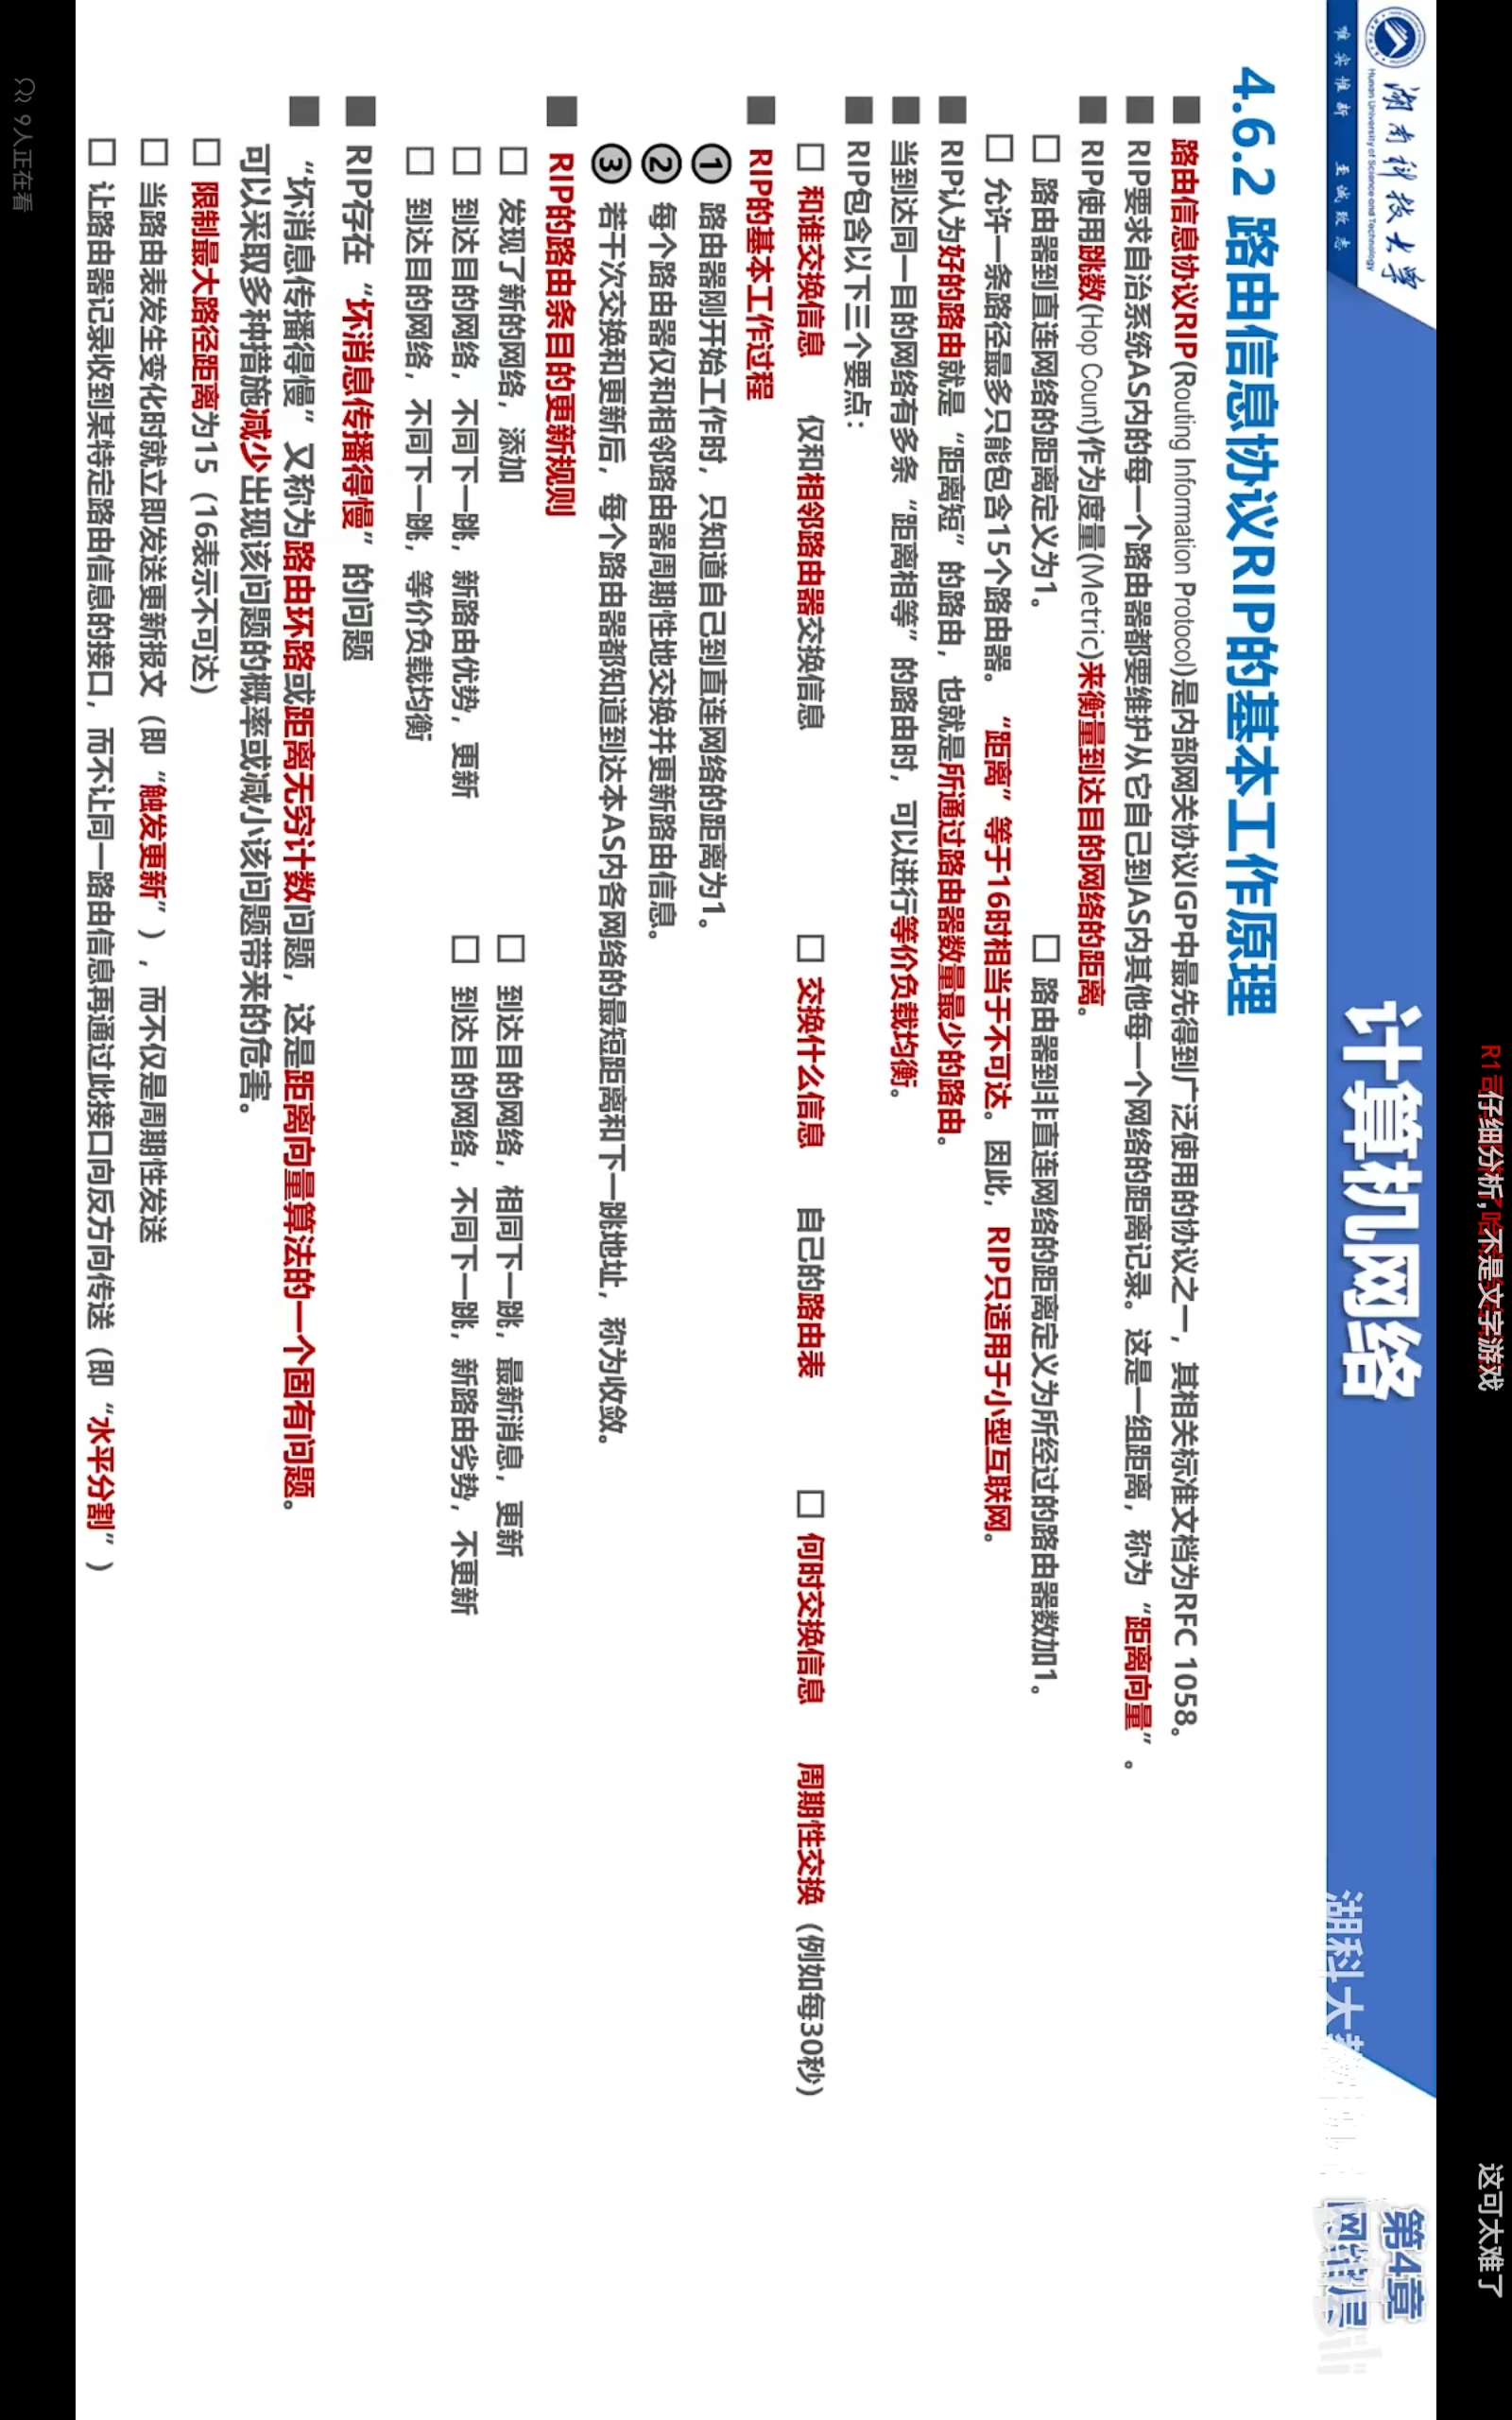 R1可仔细分析,不是文字游戏
这可太难了
湖南科技大学
Hunan University of Science and Technology
唯实惟新 至诚致志
计算机网络
湖科大
第4章
网络层
4.6.2 路由信息协议RIP的基本工作原理
■ 路由信息协议RIP(Routing Information Protocol)是内部网关协议IGP中最先得到广泛使用的协议之一，其相关标准文档为RFC 1058。
■ RIP要求自治系统AS内的每一个路由器都要维护从它自己到AS内其他每一个网络的距离记录。这是一组距离，称为“距离向量”。
■ RIP使用跳数(Hop Count)作为度量(Metric)来衡量到达目的网络的距离。
□ 路由器到直连网络的距离定义为1。 □ 路由器到非直连网络的距离定义为所经过的路由器数加1。
□ 允许一条路径最多只能包含15个路由器。 “距离”等于16时相当于不可达。因此，RIP只适用于小型互联网。
■ RIP认为好的路由就是“距离短”的路由，也就是所通过路由器数量最少的路由。
■ 当到达同一目的网络有多条“距离相等”的路由时，可以进行等价负载均衡。
■ RIP包含以下三个要点：
□ 和谁交换信息 仅和相邻路由器交换信息 □ 交换什么信息 自己的路由表 □ 何时交换信息 周期性交换（例如每30秒）
■ RIP的基本工作过程
① 路由器刚开始工作时，只知道自己到直连网络的距离为1。
② 每个路由器仅和相邻路由器周期性地交换并更新路由信息。
③ 若干次交换和更新后，每个路由器都知道到达本AS内各网络的最短距离和下一跳地址，称为收敛。
■ RIP的路由条目的更新规则
□ 发现了新的网络，添加 □ 到达目的网络，相同下一跳，最新消息，更新
□ 到达目的网络，不同下一跳，新路由优势，更新 □ 到达目的网络，不同下一跳，新路由劣势，不更新
□ 到达目的网络，不同下一跳，等价负载均衡
■ RIP存在“坏消息传播得慢”的问题
■ “坏消息传播得慢”又称为路由环路或距离无穷计数问题，这是距离向量算法的一个固有问题。
可以采取多种措施减少出现该问题的概率或减小该问题带来的危害。
□ 限制最大路径距离为15（16表示不可达）
□ 当路由表发生变化时就立即发送更新报文（即“触发更新”），而不仅是周期性发送
□ 让路由器记录收到某特定路由信息的接口，而不让同一路由信息再通过此接口向反方向传送（即“水平分割”）
9人正在看